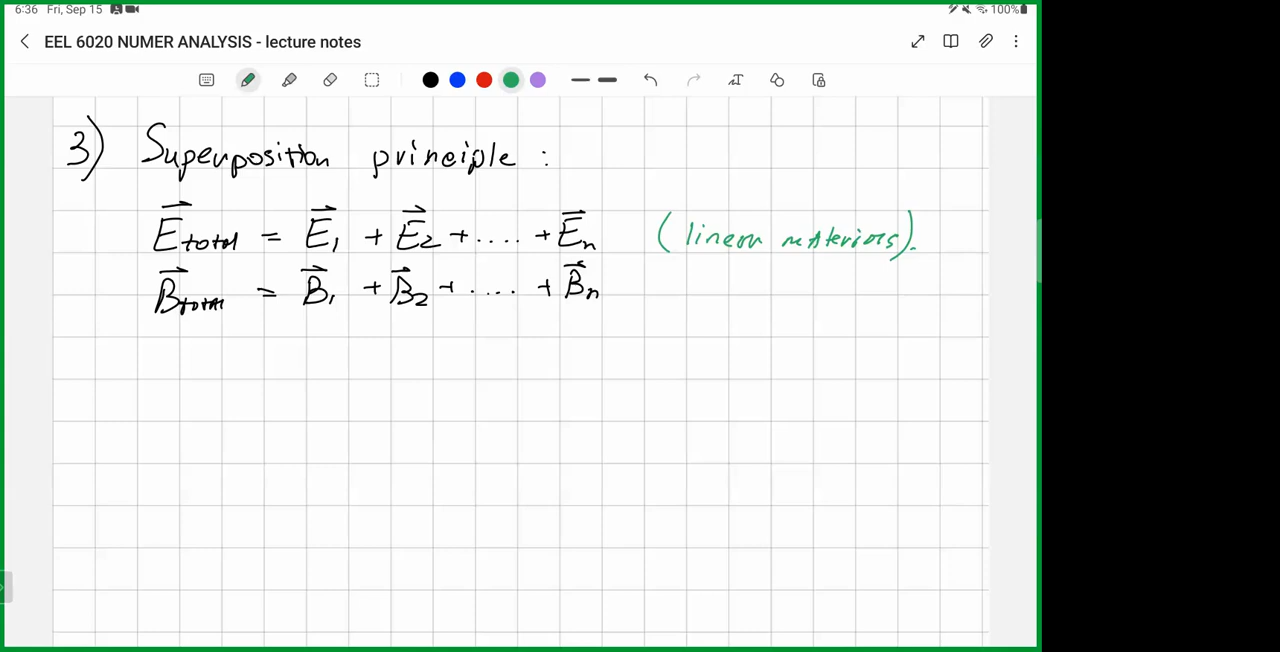 6:36 Fri, Sep 15 100%
EEL 6020 NUMER ANALYSIS - lecture notes
3) Superposition principle :
E⃗total = E⃗1 + E⃗2 + .... + E⃗n (linear materials).
B⃗total = B⃗1 + B⃗2 + .... + B⃗n